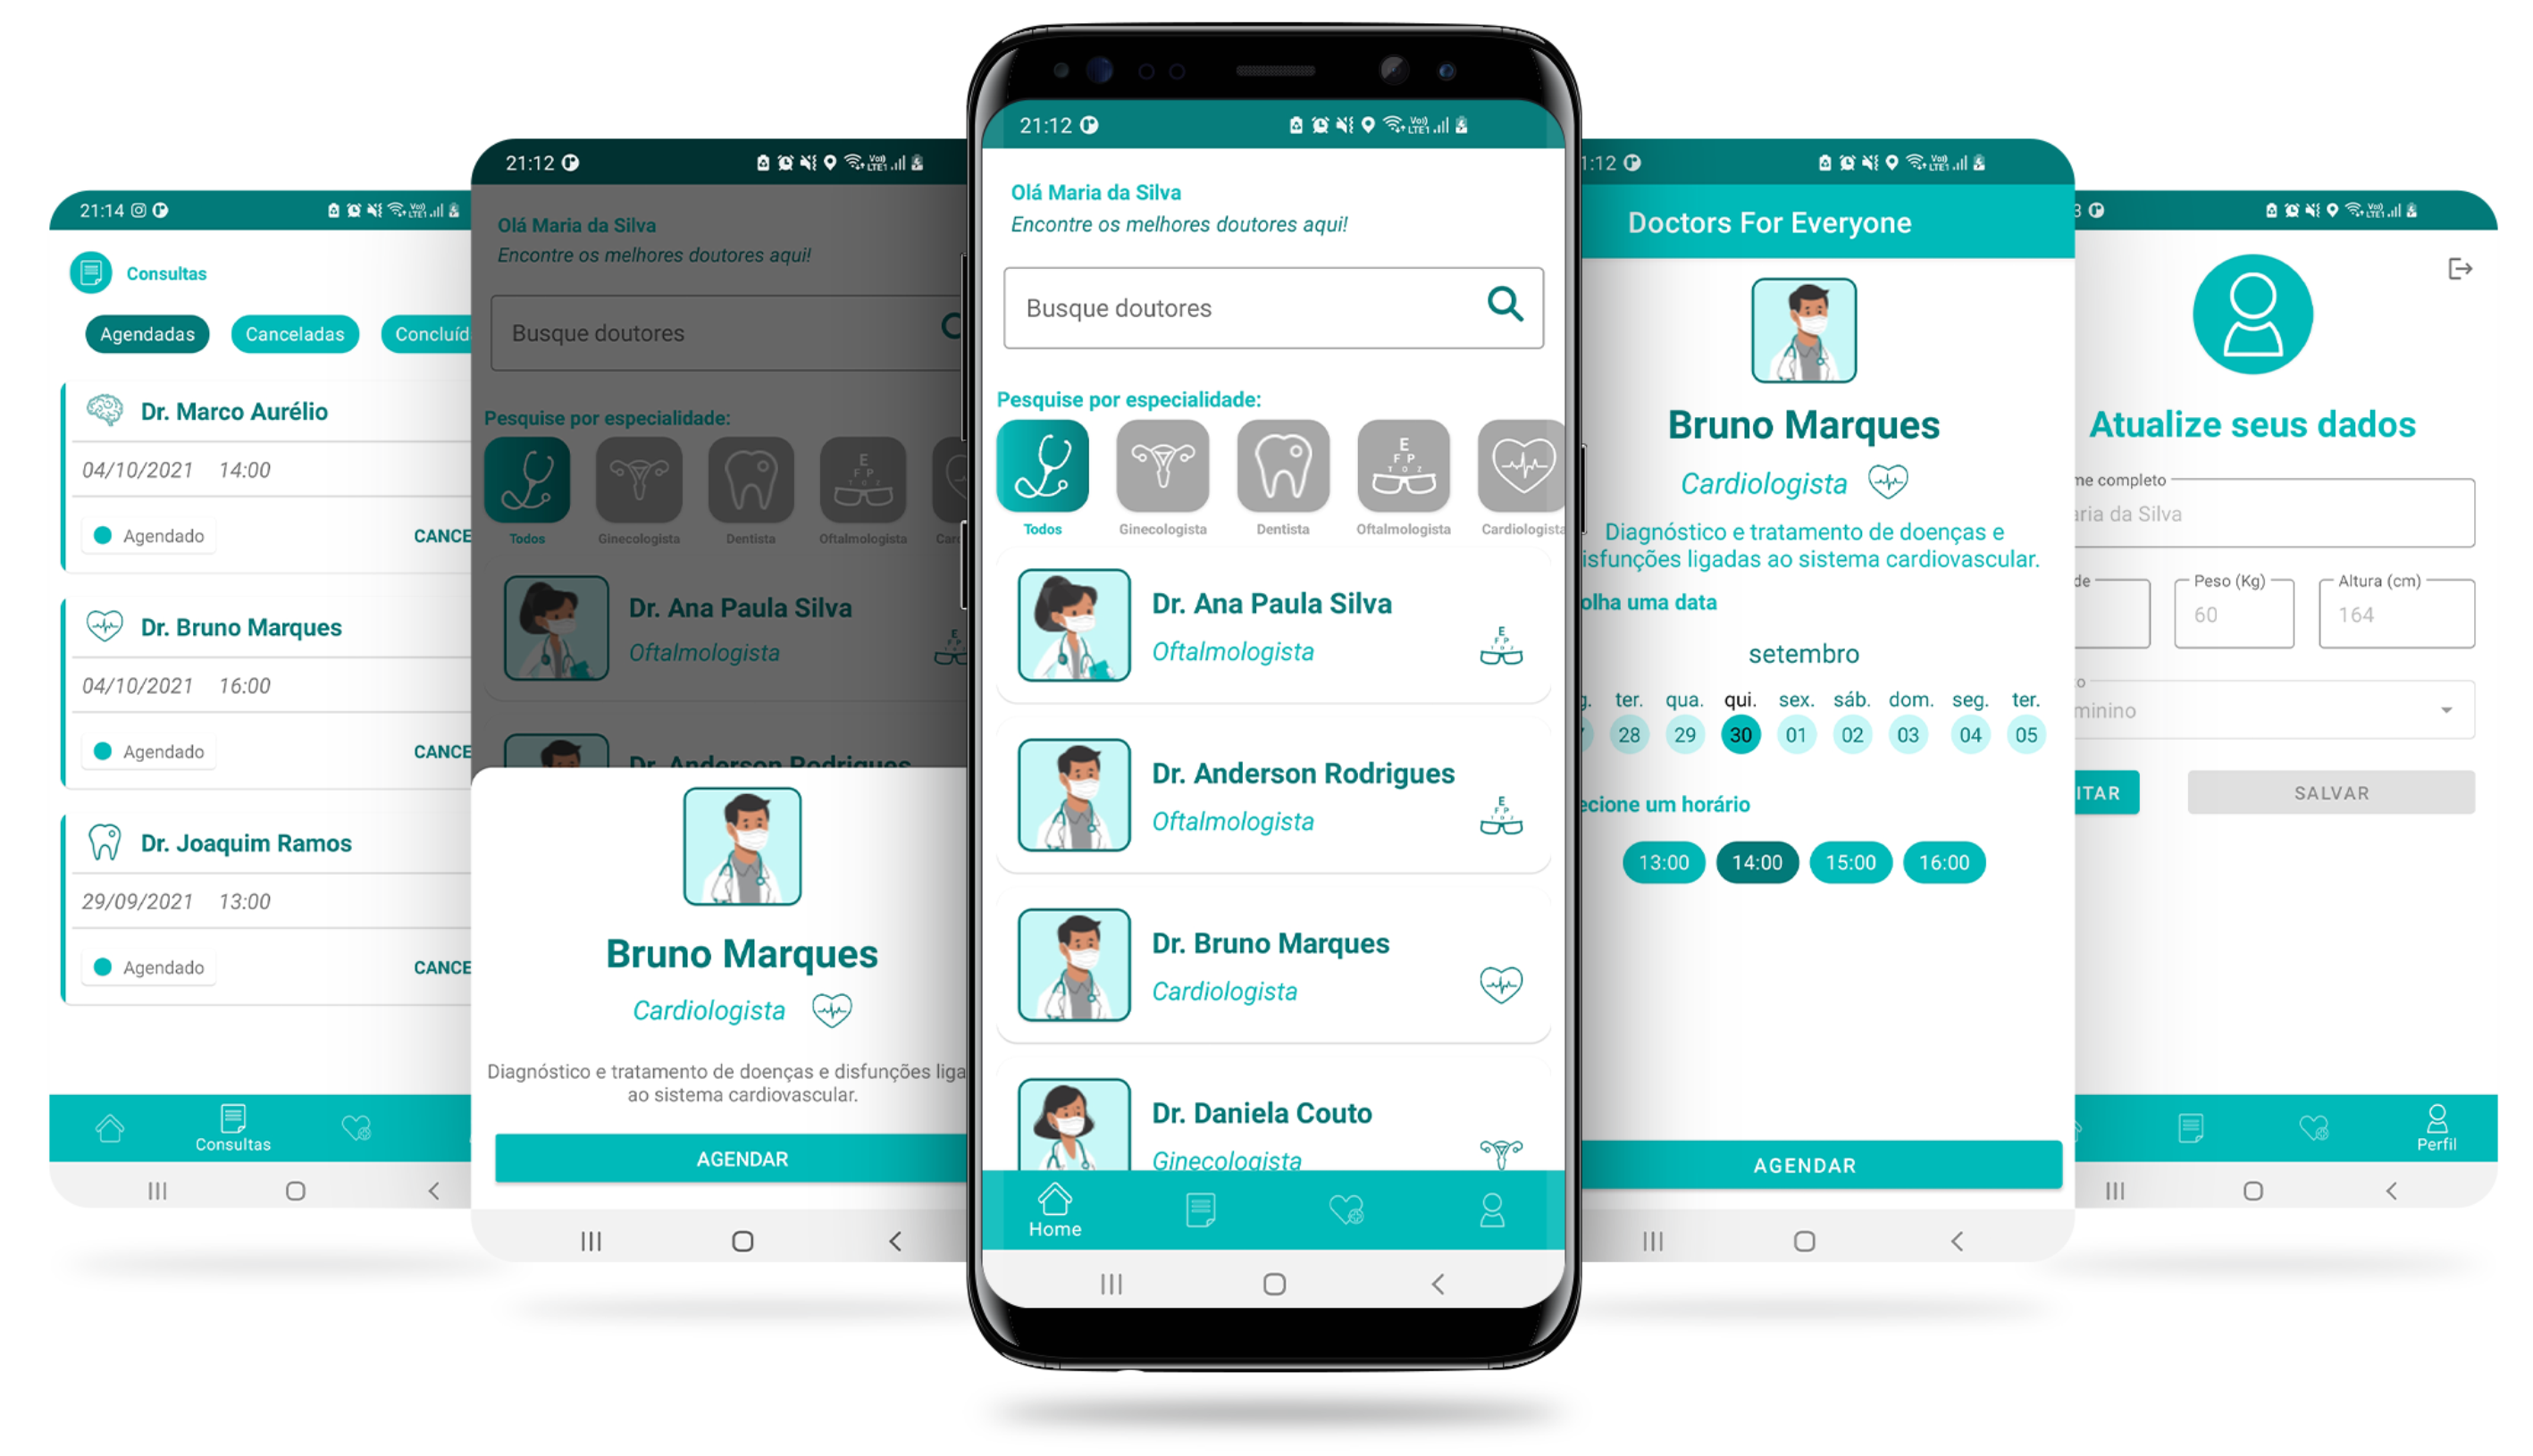 21:14
Consultas
Agendadas
Canceladas
Concluíd
Dr. Marco Aurélio
04/10/2021 14:00
Agendado
CANCE
Dr. Bruno Marques
04/10/2021 16:00
Agendado
CANCE
Dr. Joaquim Ramos
29/09/2021 13:00
Agendado
CANCE
Consultas
21:12
Olá Maria da Silva
Encontre os melhores doutores aqui!
Busque doutores
Pesquise por especialidade:
Todos
Ginecologista
Dentista
Oftalmologista
Card
Dr. Ana Paula Silva
Oftalmologista
Dr. Anderson Rodrigues
Bruno Marques
Cardiologista
Diagnóstico e tratamento de doenças e disfunções liga
ao sistema cardiovascular.
AGENDAR
21:12
Olá Maria da Silva
Encontre os melhores doutores aqui!
Busque doutores
Pesquise por especialidade:
Todos
Ginecologista
Dentista
Oftalmologista
Cardiologista
Dr. Ana Paula Silva
Oftalmologista
Dr. Anderson Rodrigues
Oftalmologista
Dr. Bruno Marques
Cardiologista
Dr. Daniela Couto
Ginecologista
Home
1:12
Doctors For Everyone
Bruno Marques
Cardiologista
Diagnóstico e tratamento de doenças e
isfunções ligadas ao sistema cardiovascular.
olha uma data
setembro
ter. qua. qui. sex. sáb. dom. seg. ter.
28 29 30 01 02 03 04 05
ecione um horário
13:00 14:00 15:00 16:00
AGENDAR
3
Atualize seus dados
me completo
ria da Silva
de
Peso (Kg)
60
Altura (cm)
164
o
minino
ITAR
SALVAR
Perfil